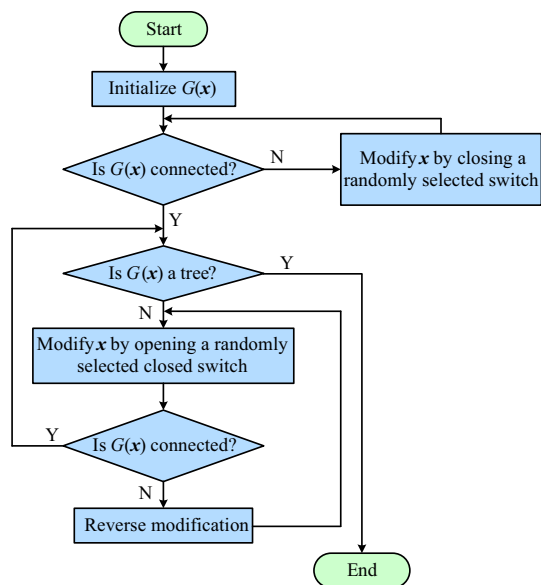 Start
Initialize G(x)
Is G(x) connected?
N
Modify x by closing a
randomly selected switch
Y
Is G(x) a tree?
Y
N
Modify x by opening a randomly
selected closed switch
Y
Is G(x) connected?
N
Reverse modification
End